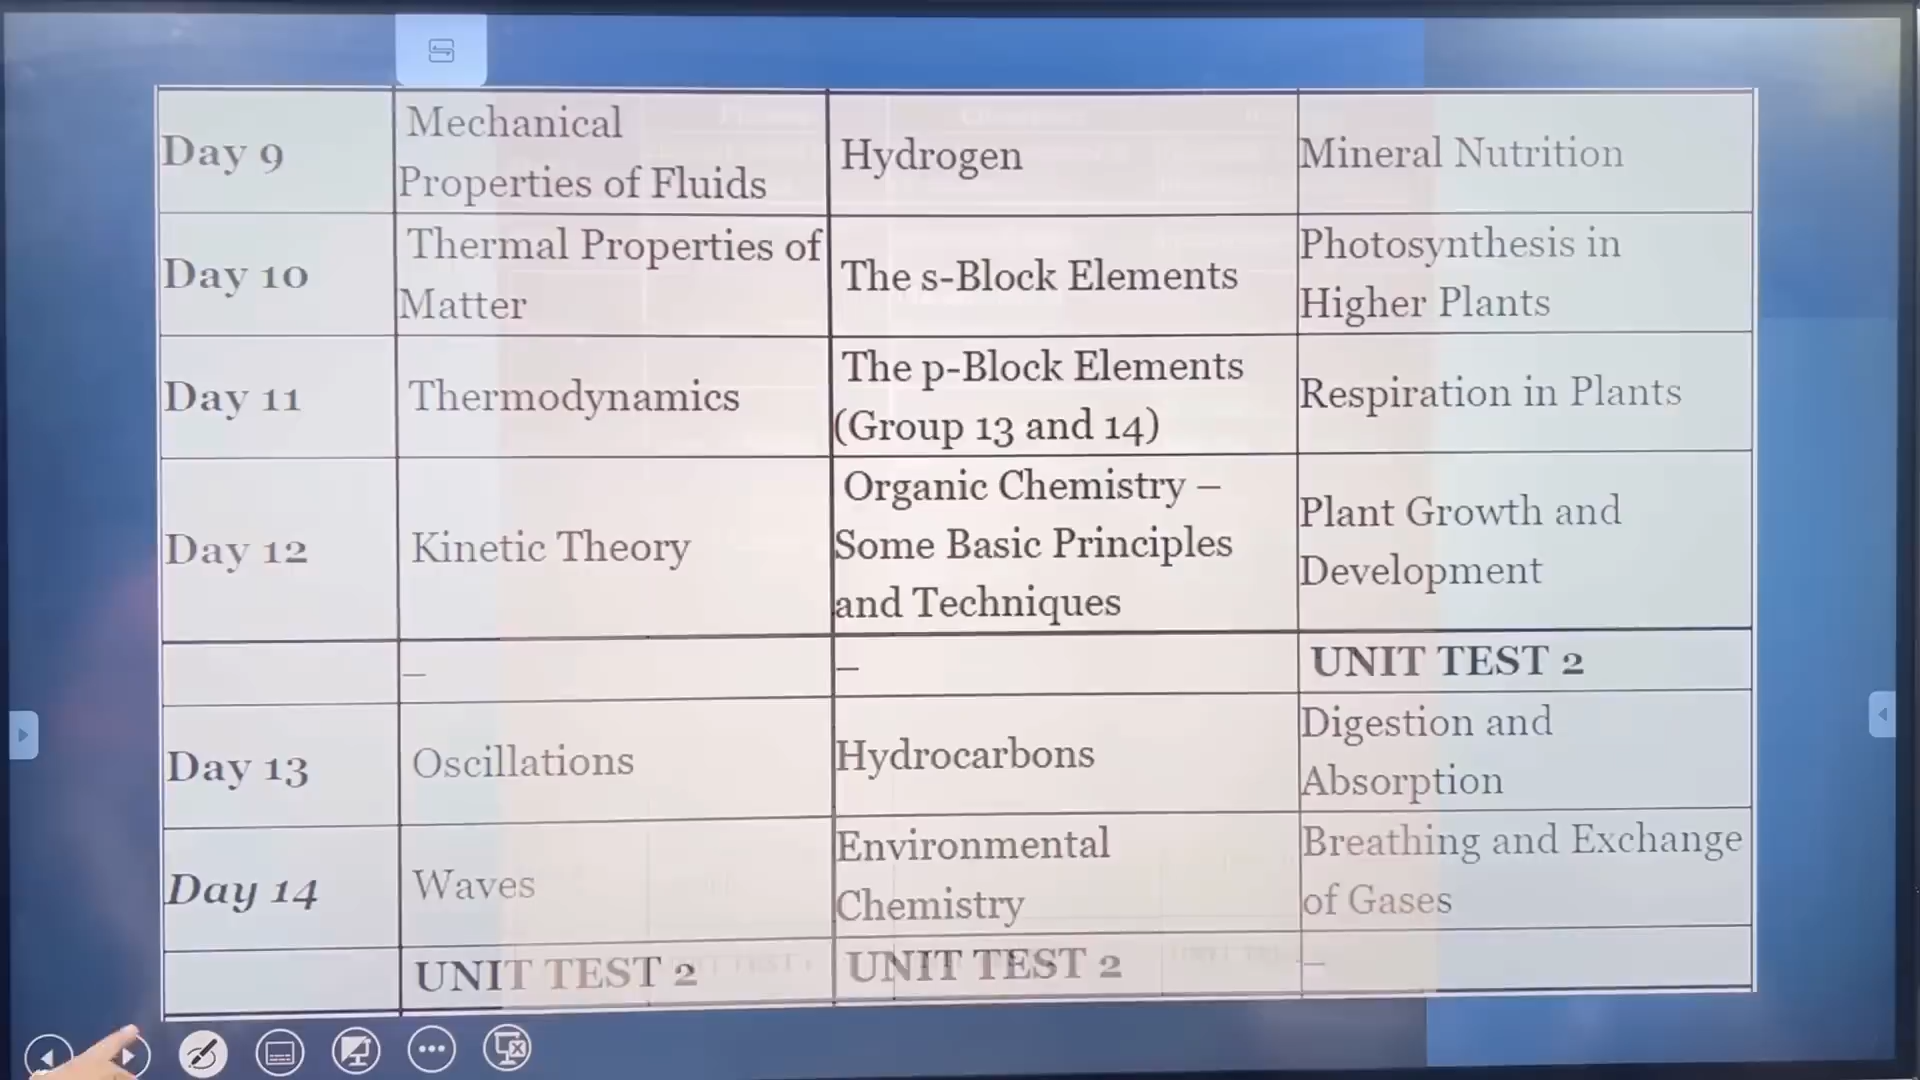 Day 9
Mechanical
Properties of Fluids
Hydrogen
Mineral Nutrition
Day 10
Thermal Properties of
Matter
The s-Block Elements
Photosynthesis in
Higher Plants
Day 11
Thermodynamics
The p-Block Elements
(Group 13 and 14)
Respiration in Plants
Day 12
Kinetic Theory
Organic Chemistry –
Some Basic Principles
and Techniques
Plant Growth and
Development
–
–
UNIT TEST 2
Day 13
Oscillations
Hydrocarbons
Digestion and
Absorption
Day 14
Waves
Environmental
Chemistry
Breathing and Exchange
of Gases
UNIT TEST 2
UNIT TEST 2
–